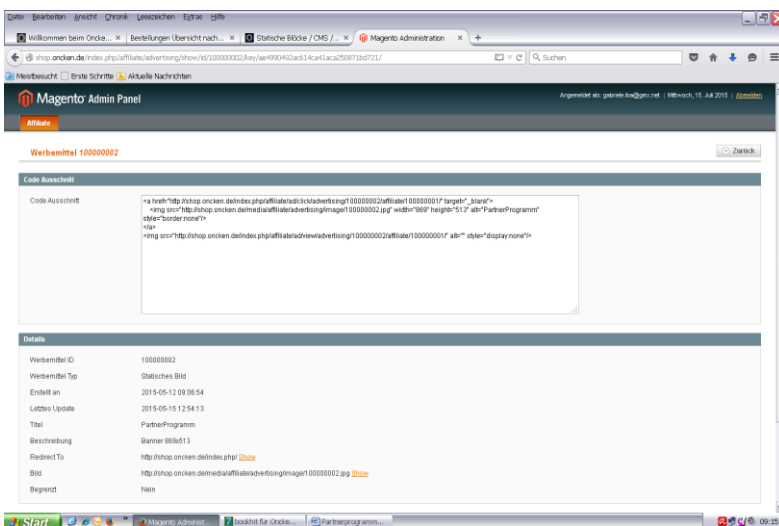 Datei Bearbeiten Ansicht Chronik Lesezeichen Extras Hilfe
Willkommen beim Oncke... × Bestellungen Übersicht nach... × Statische Blöcke / CMS /... × Magento Administration × +
shop.oncken.de/index.php/affiliate/advertising/show/id/100000002/key/ae4990492ac614ca41aca250871bd721/ Suchen
Meistbesucht Erste Schritte Aktuelle Nachrichten
Magento Admin Panel Angemeldet als: | Mittwoch, 15. Juli 2015 | Abmelden
Affiliate
Werbemittel 100000002 Zurück
Code Ausschnitt
Code Ausschnitt <a href="http://shop.oncken.de/index.php/affiliate/ad/click/advertising/100000002/affiliate/100000001/" target="_blank">
<img src="http://shop.oncken.de/media/affiliate/advertising/image/100000002.jpg" width="869" height="513" alt="PartnerProgramm"
style="border:none"/>
</a>
<img src="http://shop.oncken.de/index.php/affiliate/ad/view/advertising/100000002/affiliate/100000001/" alt="" style="display:none"/>
Details
Werbemittel ID 100000002
Werbemittel Typ Statisches Bild
Erstellt an 2015-05-12 09:06:54
Letztes Update 2015-05-15 12:54:13
Titel PartnerProgramm
Beschreibung Banner 869x513
Redirect To http://shop.oncken.de/index.php/ Show
Bild http://shop.oncken.de/media/affiliate/advertising/image/100000002.jpg Show
Begrenzt Nein
Start Magento Administ... bookhit für Oncke... Partnerprogramm... 09:15